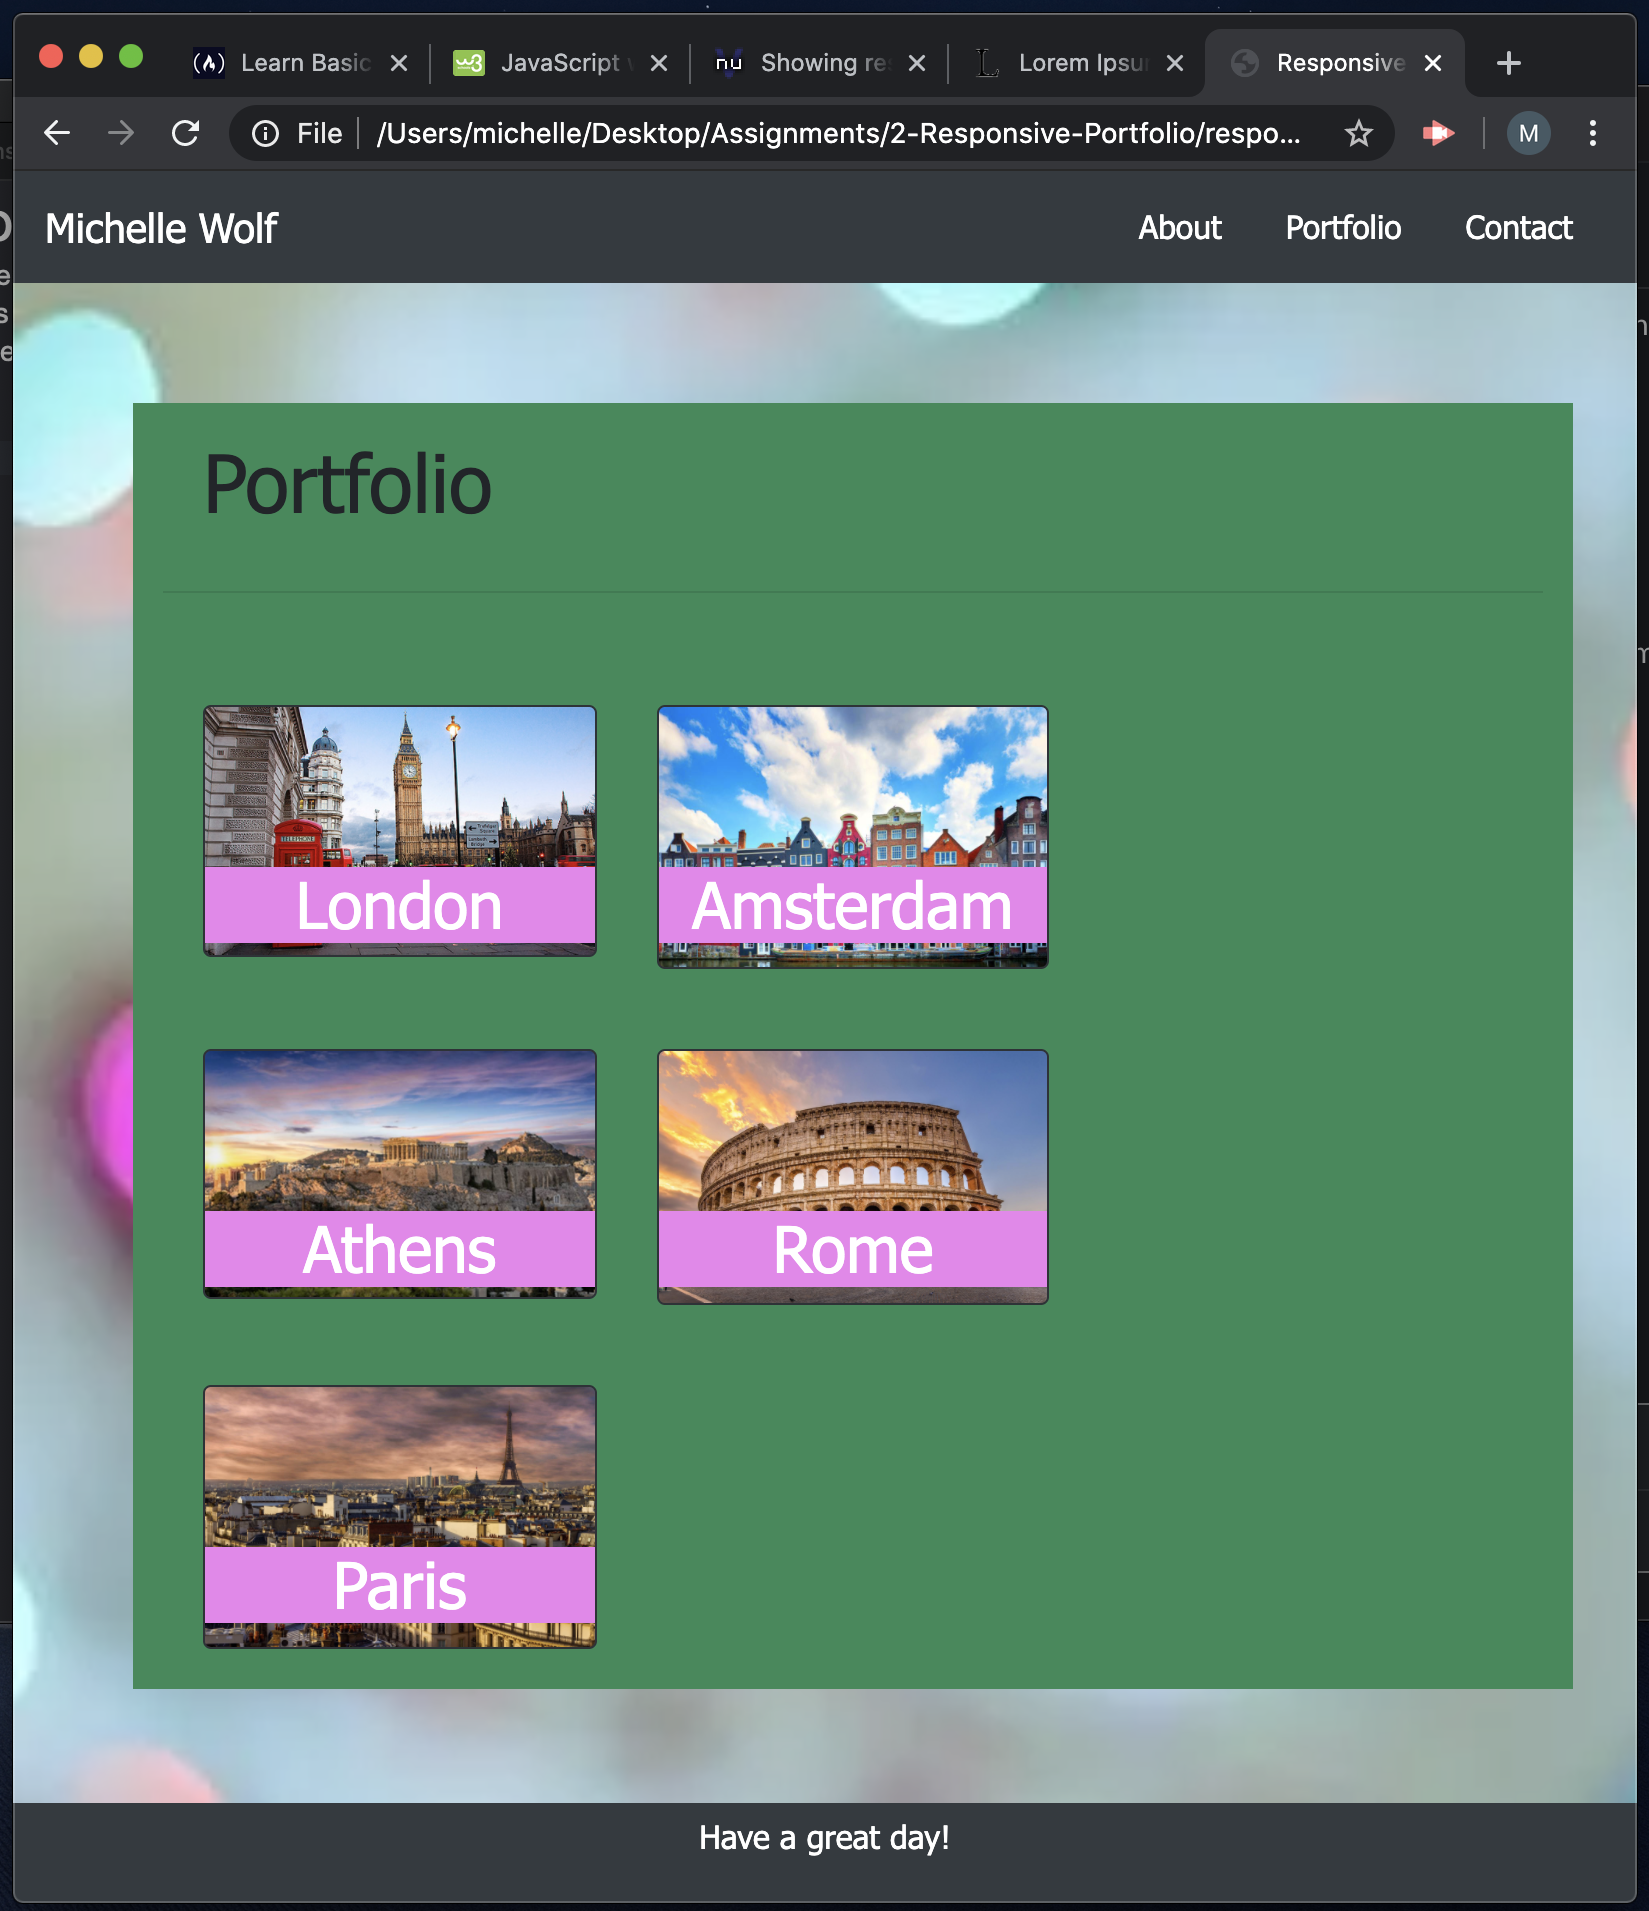 Learn Basic
JavaScript
Showing re
Lorem Ipsu
Responsive
File
/Users/michelle/Desktop/Assignments/2-Responsive-Portfolio/respo...
M
Michelle Wolf
About
Portfolio
Contact
Portfolio
London
Amsterdam
Athens
Rome
Paris
Have a great day!